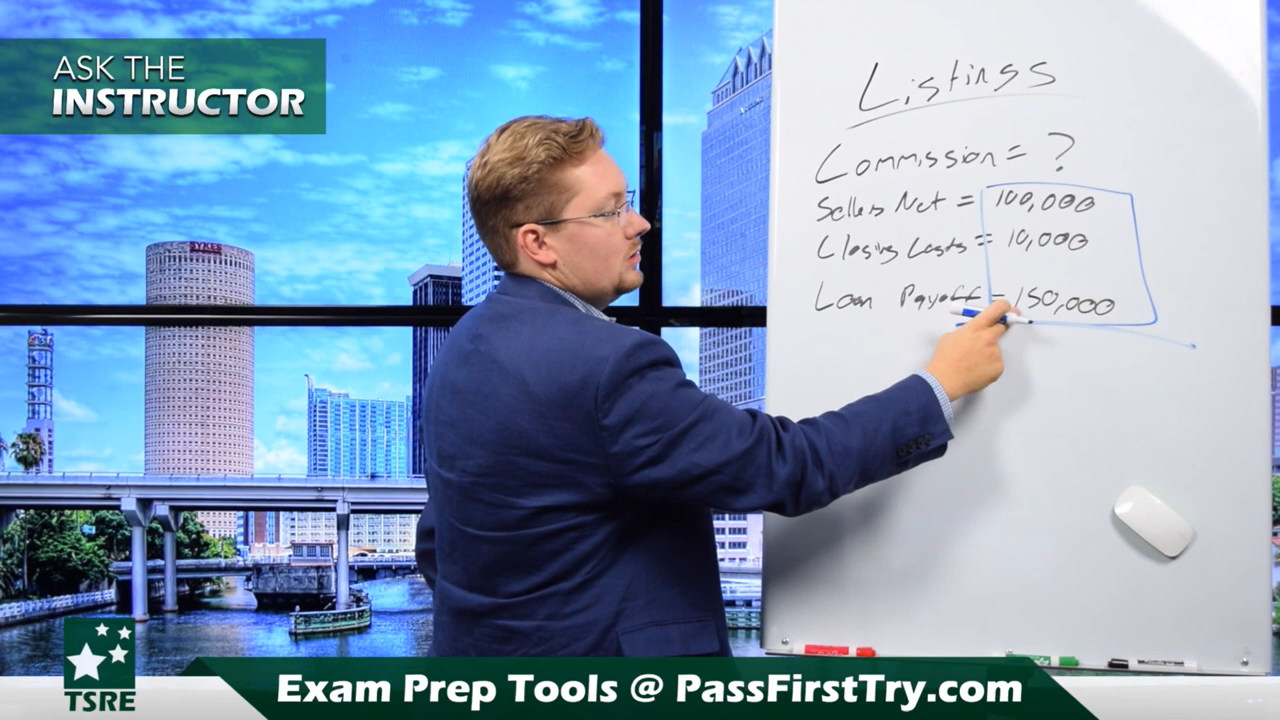 ASK THE
INSTRUCTOR
SYKES
Listings
Commission = ?
Sellers Net = 100,000
Closing Costs = 10,000
Loan Payoff = 150,000
TSRE
Exam Prep Tools @ PassFirstTry.com